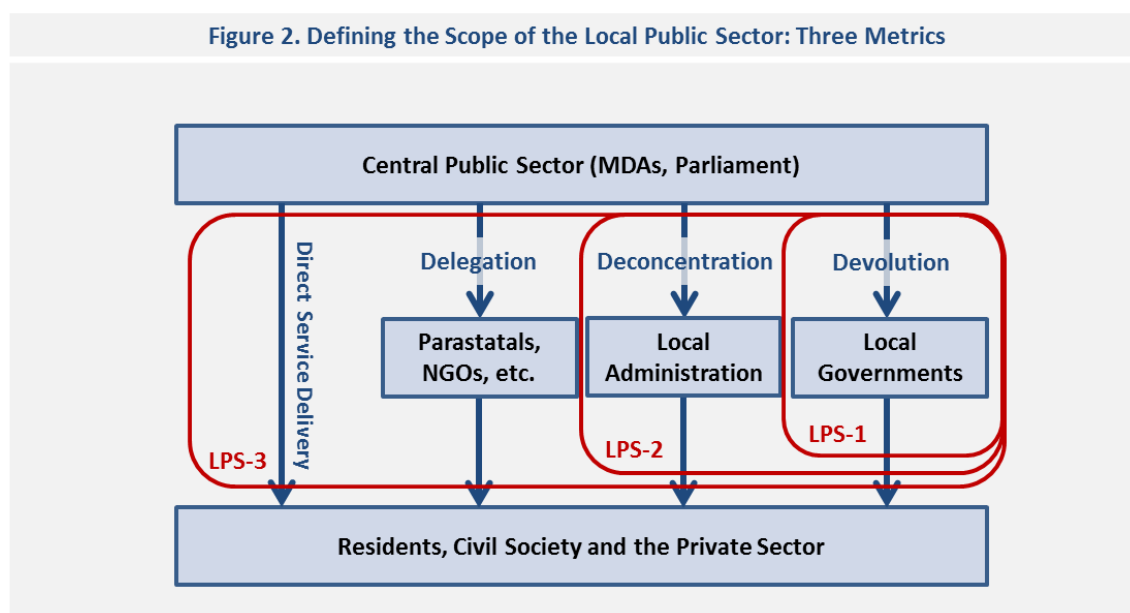 Figure 2. Defining the Scope of the Local Public Sector: Three Metrics
Central Public Sector (MDAs, Parliament)
Direct Service Delivery
Delegation
Deconcentration
Devolution
Parastatals,
NGOs, etc.
Local
Administration
Local
Governments
LPS-3
LPS-2
LPS-1
Residents, Civil Society and the Private Sector